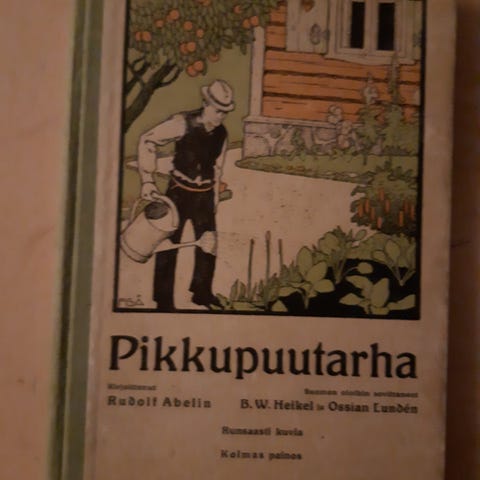 Pikkupuutarha
Kirjoittanut
Suomen oloihin sovittaneet
Rudolf Abelin
B. W. Heikel ja Ossian Lundén
Runsaasti kuvia
Kolmas painos